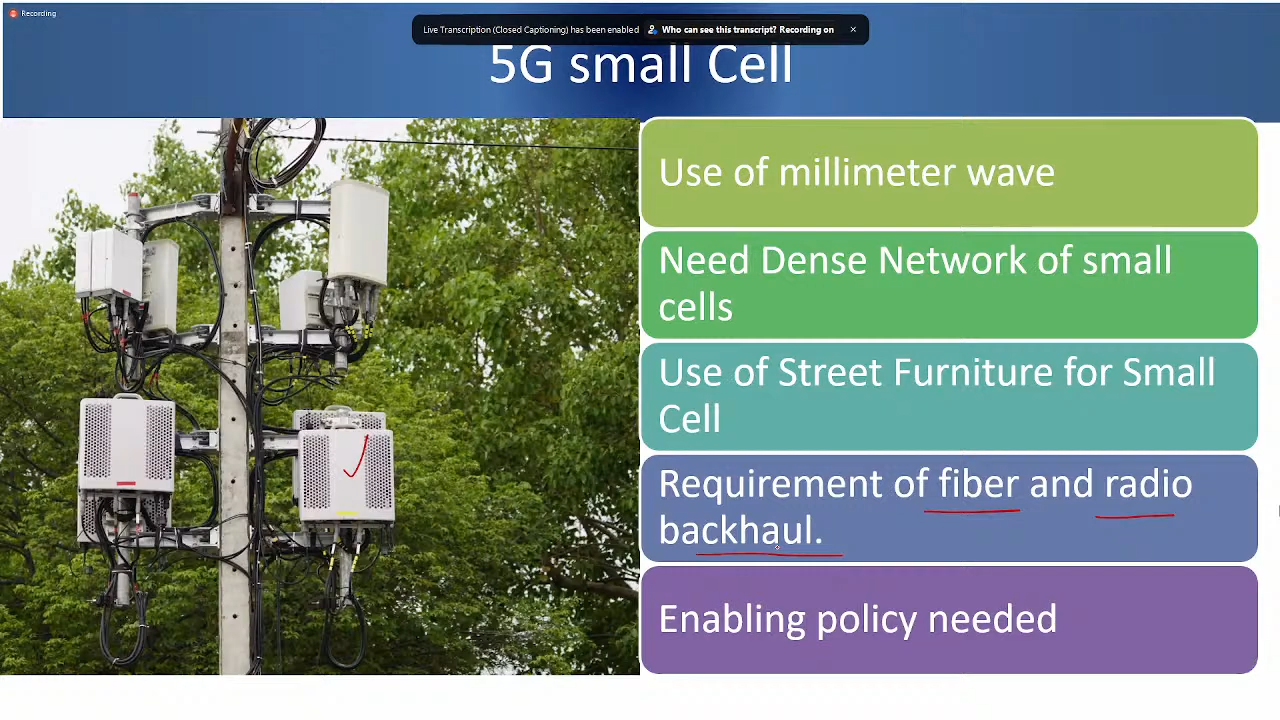 Recording
Live Transcription (Closed Captioning) has been enabled Who can see this transcript? Recording on
5G small Cell
Use of millimeter wave
Need Dense Network of small
cells
Use of Street Furniture for Small
Cell
Requirement of fiber and radio
backhaul.
Enabling policy needed